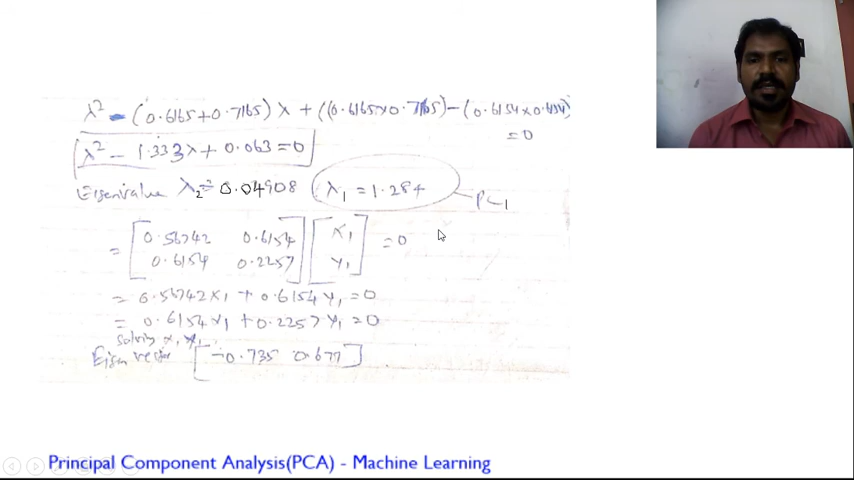 λ² - (0.6165+0.7165) λ + ((0.6165×0.7165) - (0.6154×0.6154)
= 0
λ² - 1.333λ + 0.063 = 0
Eigenvalue λ₂ = 0.04908 λ₁ = 1.284
PC1
= [0.56742 0.6154 0.6154 0.2257] [x₁ y₁] = 0
= 0.56742x₁ + 0.6154y₁ = 0
= 0.6154x₁ + 0.2257y₁ = 0
solving x₁ y₁
Eigen vector [-0.735 0.677]
Principal Component Analysis(PCA) - Machine Learning